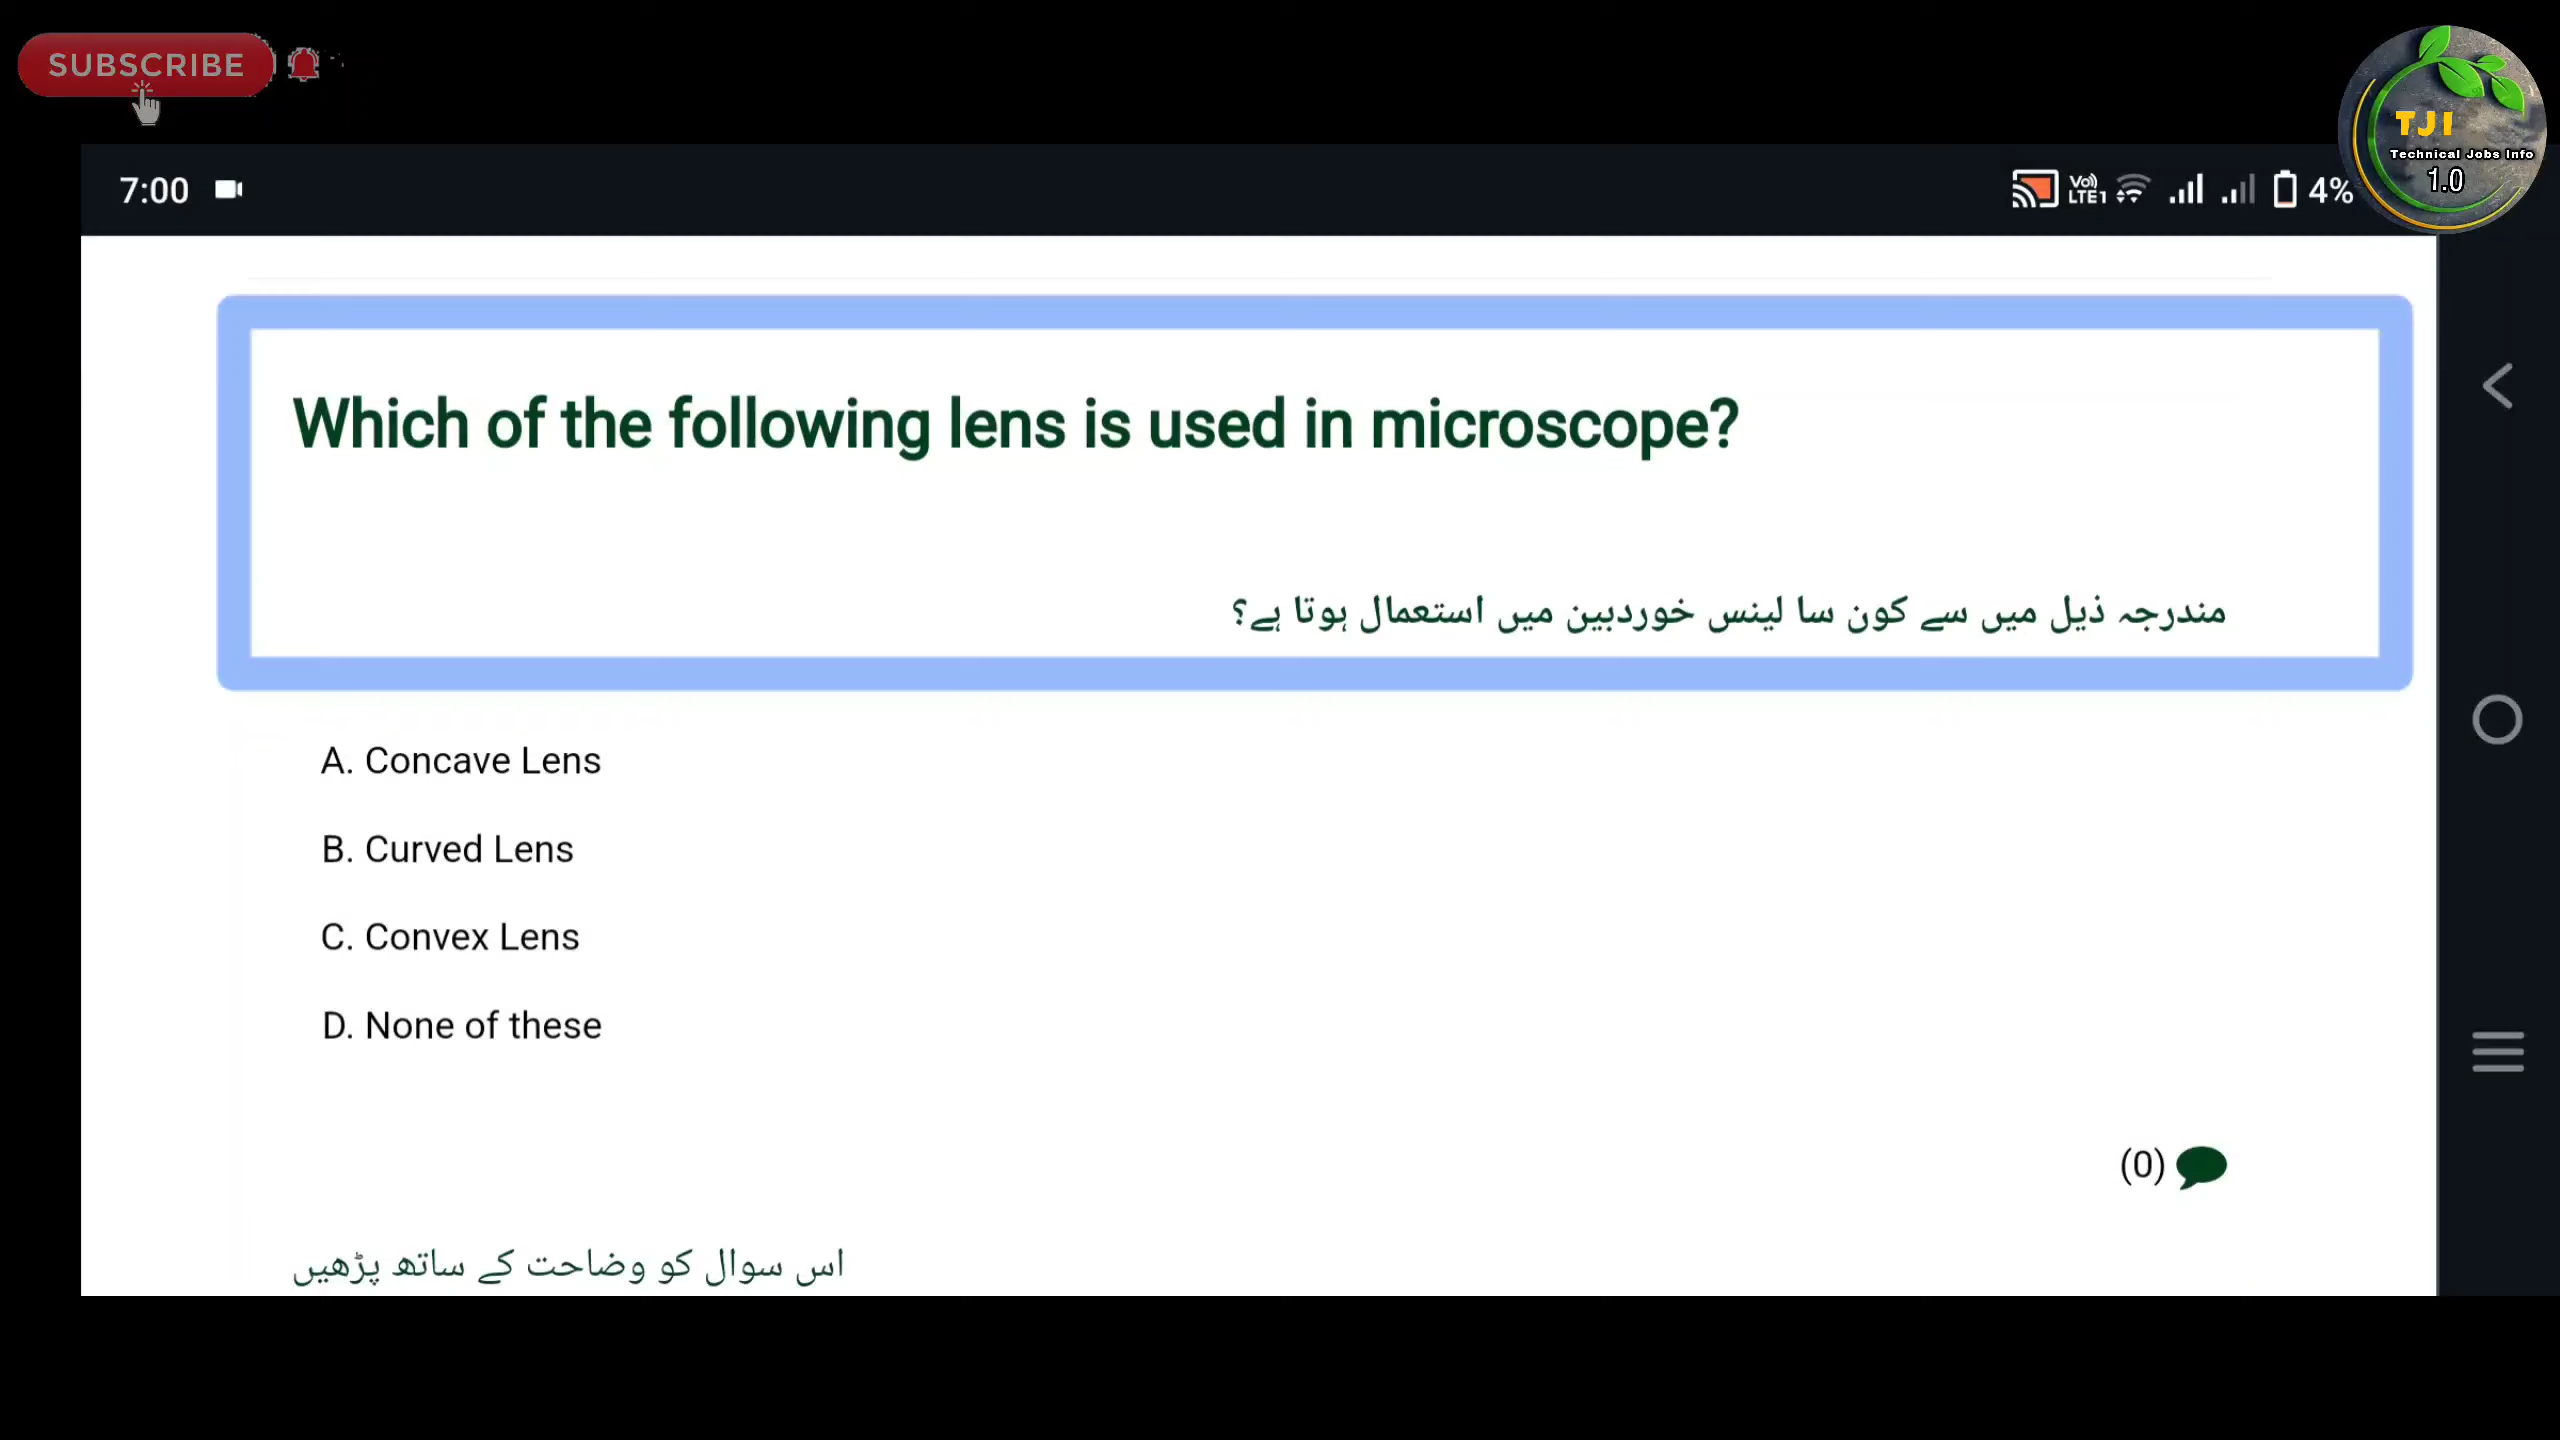 SUBSCRIBE
TJI
Technical Jobs Info
1.0
7:00
Vo) LTE1
4%
Which of the following lens is used in microscope?
مندرجہ ذیل میں سے کون سا لینس خوردبین میں استعمال ہوتا ہے؟
A. Concave Lens
B. Curved Lens
C. Convex Lens
D. None of these
(0)
اس سوال کو وضاحت کے ساتھ پڑھیں